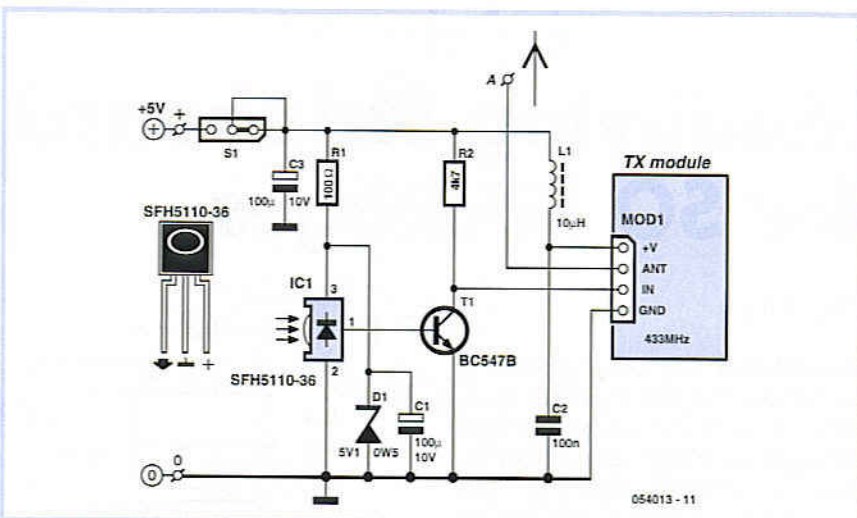 A
+5V
+
+
S1
C3
100μ
10V
R1
100Ω
R2
4k7
L1
10μH
TX module
MOD1
+V
ANT
IN
GND
433MHz
SFH5110-36
+
IC1
3
1
2
SFH5110-36
T1
BC547B
D1
5V1
0W5
C1
100μ
10V
C2
100n
0
0
054013 - 11